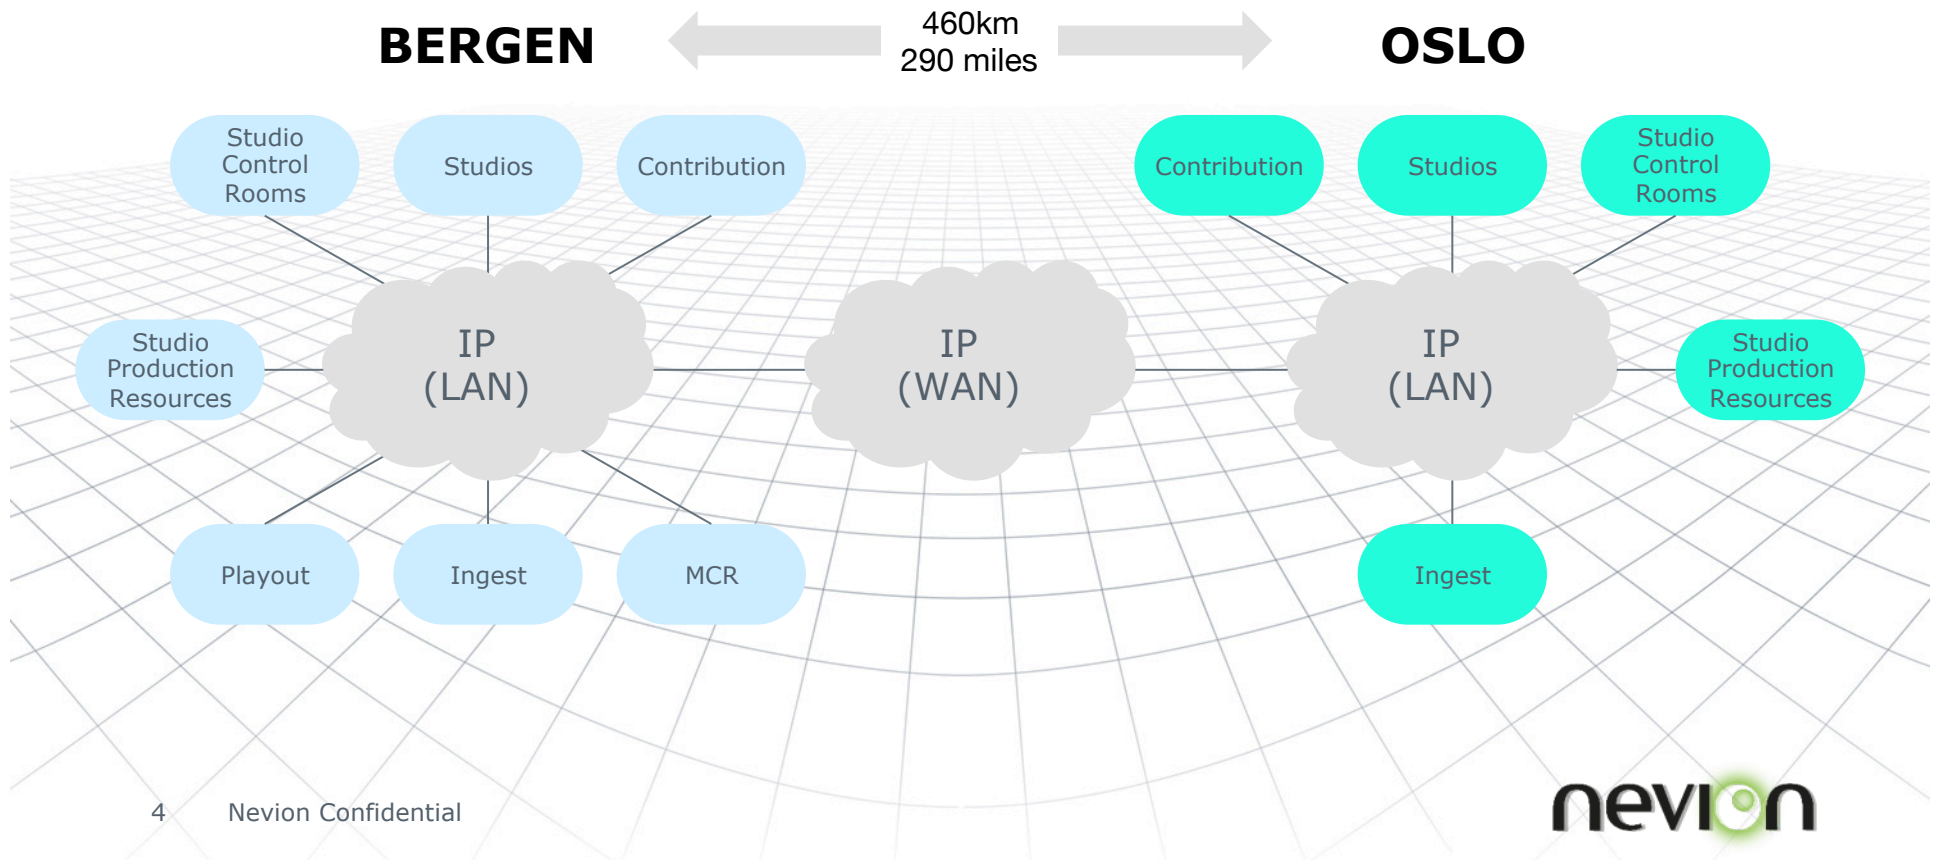 BERGEN
460km
290 miles
OSLO
Studio
Control
Rooms
Studios
Contribution
Contribution
Studios
Studio
Control
Rooms
Studio
Production
Resources
IP
(LAN)
IP
(WAN)
IP
(LAN)
Studio
Production
Resources
Playout
Ingest
MCR
Ingest
4 Nevion Confidential
nevion